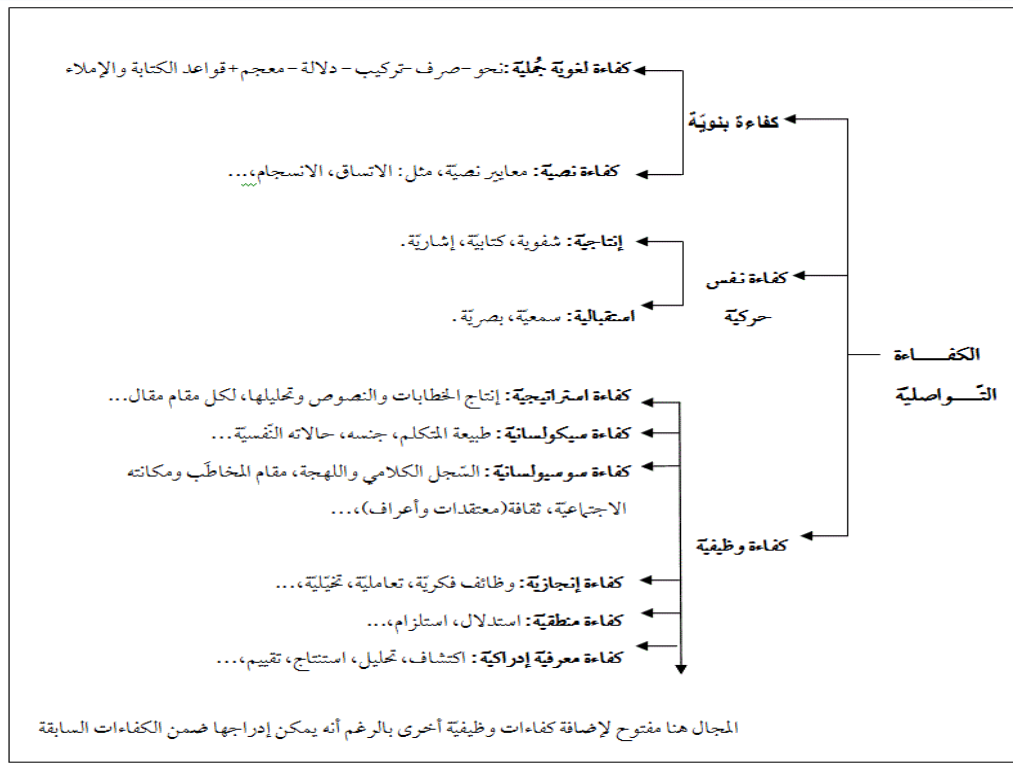 كفاءة لغويّة جُمليّة: نحو – صرف – تركيب – دلالة – معجم + قواعد الكتابة والإملاء
كفاءة بنويّة
كفاءة نصيّة: معايير نصيّة، مثل: الاتساق، الانسجام،...
إنتاجيّة: شفوية، كتابيّة، إشاريّة.
كفاءة نفس
حركيّة
استقبالية: سمعيّة، بصريّة.
الكفـــــاءة
التّـــواصليّة
كفاءة استراتيجيّة: إنتاج الخطابات والنصوص وتحليلها، لكل مقام مقال...
كفاءة سيكولسانيّة: طبيعة المتكلم، جنسه، حالاته النّفسيّة...
كفاءة سوسيولسانيّة: السّجل الكلامي واللهجة، مقام المخاطَب ومكانته
الاجتماعيّة، ثقافة(معتقدات وأعراف)،...
كفاءة وظيفيّة
كفاءة إنجازيّة: وظائف فكريّة، تعامليّة، تخيّليّة،...
كفاءة منطقيّة: استدلال، استلزام،...
كفاءة معرفيّة إدراكيّة: اكتشاف، تحليل، استنتاج، تقييم،...
المجال هنا مفتوح لإضافة كفاءات وظيفيّة أخرى بالرغم أنه يمكن إدراجها ضمن الكفاءات السابقة